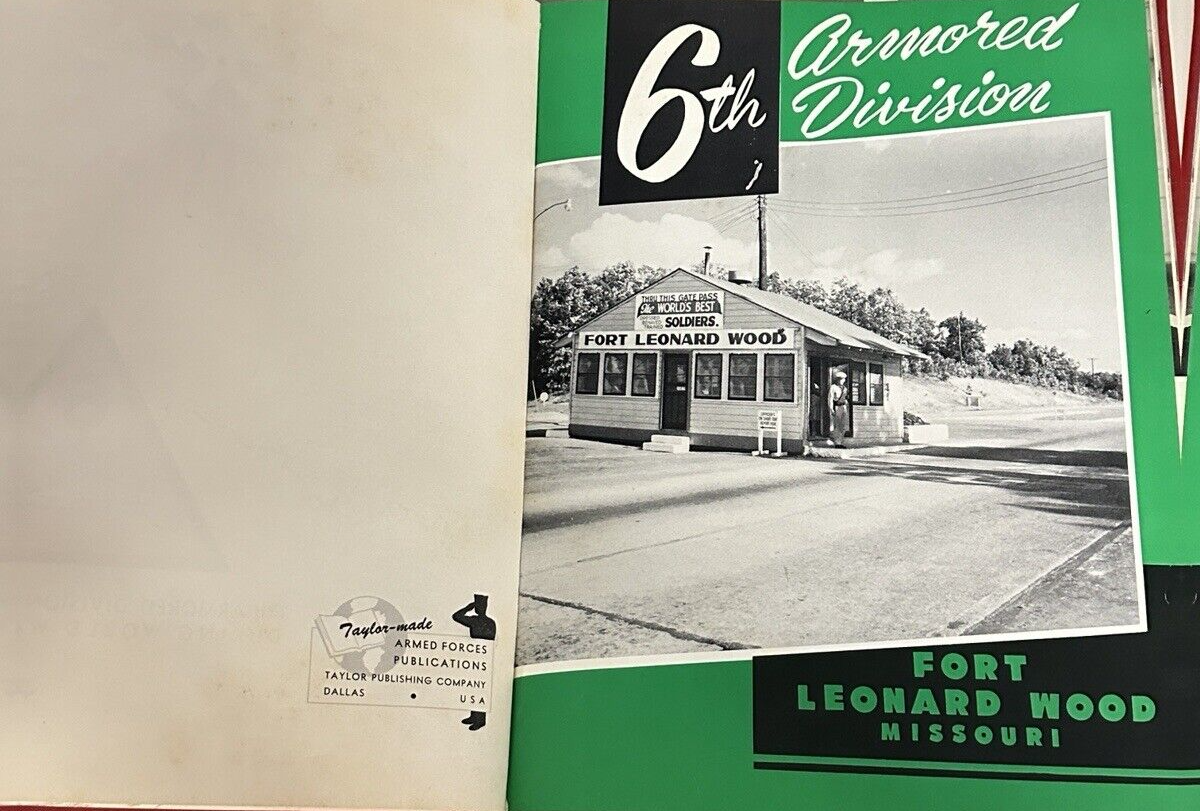 Taylor-made
ARMED FORCES
PUBLICATIONS
TAYLOR PUBLISHING COMPANY
DALLAS • USA
6th
Armored
Division
THRU THIS GATE PASS
The WORLD'S BEST
SOLDIERS.
FORT LEONARD WOOD
FORT
LEONARD WOOD
MISSOURI